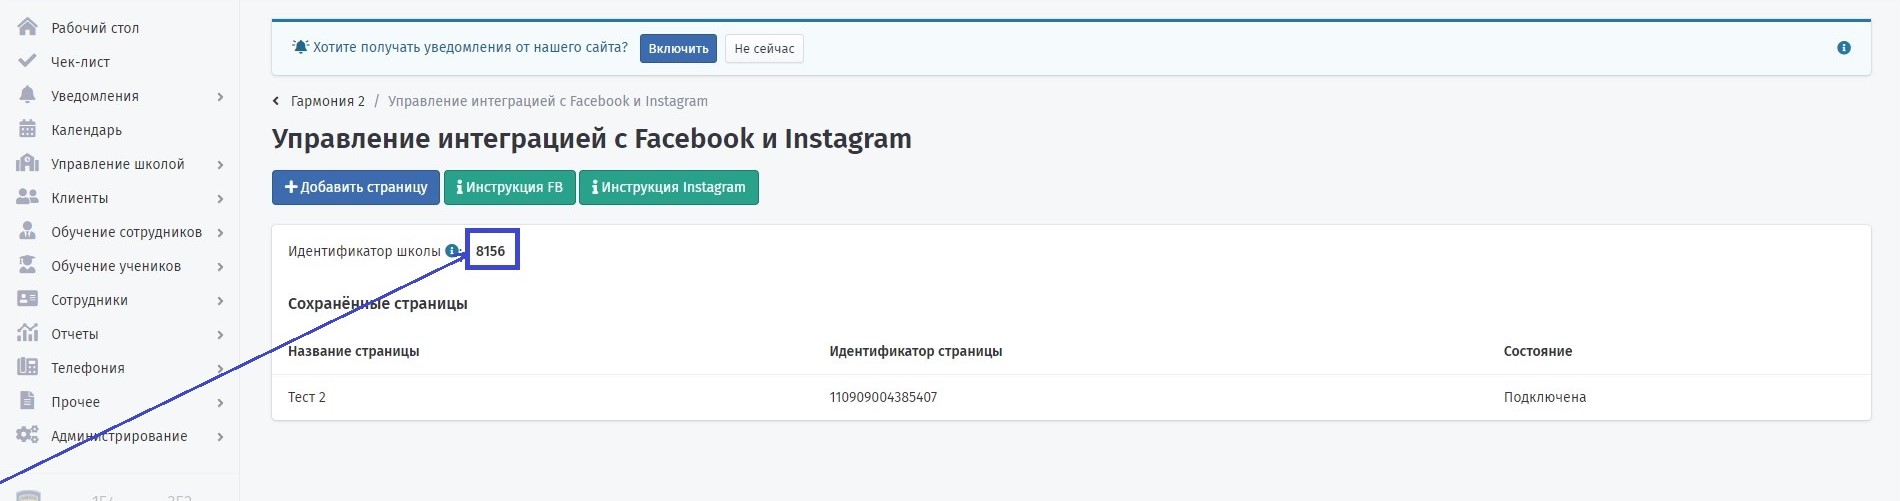 Рабочий стол
Чек-лист
Уведомления
Календарь
Управление школой
Клиенты
Обучение сотрудников
Обучение учеников
Сотрудники
Отчеты
Телефония
Прочее
Администрирование
Хотите получать уведомления от нашего сайта? Включить Не сейчас
Гармония 2 / Управление интеграцией с Facebook и Instagram
Управление интеграцией с Facebook и Instagram
Добавить страницу Инструкция FB Инструкция Instagram
Идентификатор школы : 8156
Сохранённые страницы
Название страницы Идентификатор страницы Состояние
Тест 2 110909004385407 Подключена